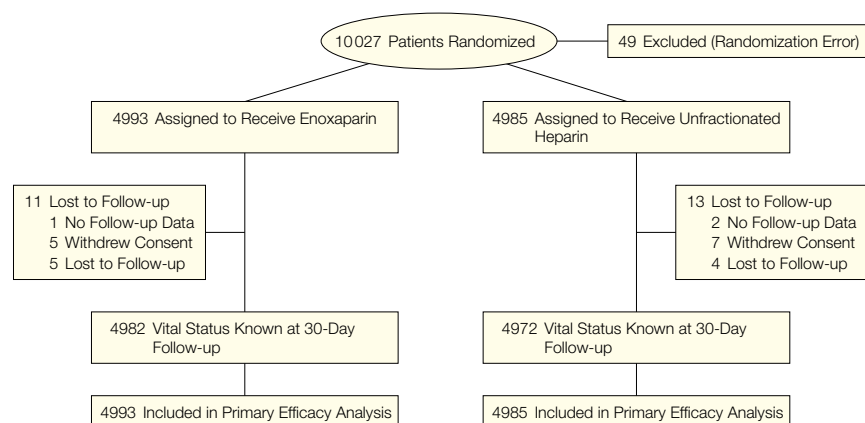 10027 Patients Randomized
49 Excluded (Randomization Error)
4993 Assigned to Receive Enoxaparin
4985 Assigned to Receive Unfractionated
Heparin
11 Lost to Follow-up
1 No Follow-up Data
5 Withdrew Consent
5 Lost to Follow-up
13 Lost to Follow-up
2 No Follow-up Data
7 Withdrew Consent
4 Lost to Follow-up
4982 Vital Status Known at 30-Day
Follow-up
4972 Vital Status Known at 30-Day
Follow-up
4993 Included in Primary Efficacy Analysis
4985 Included in Primary Efficacy Analysis